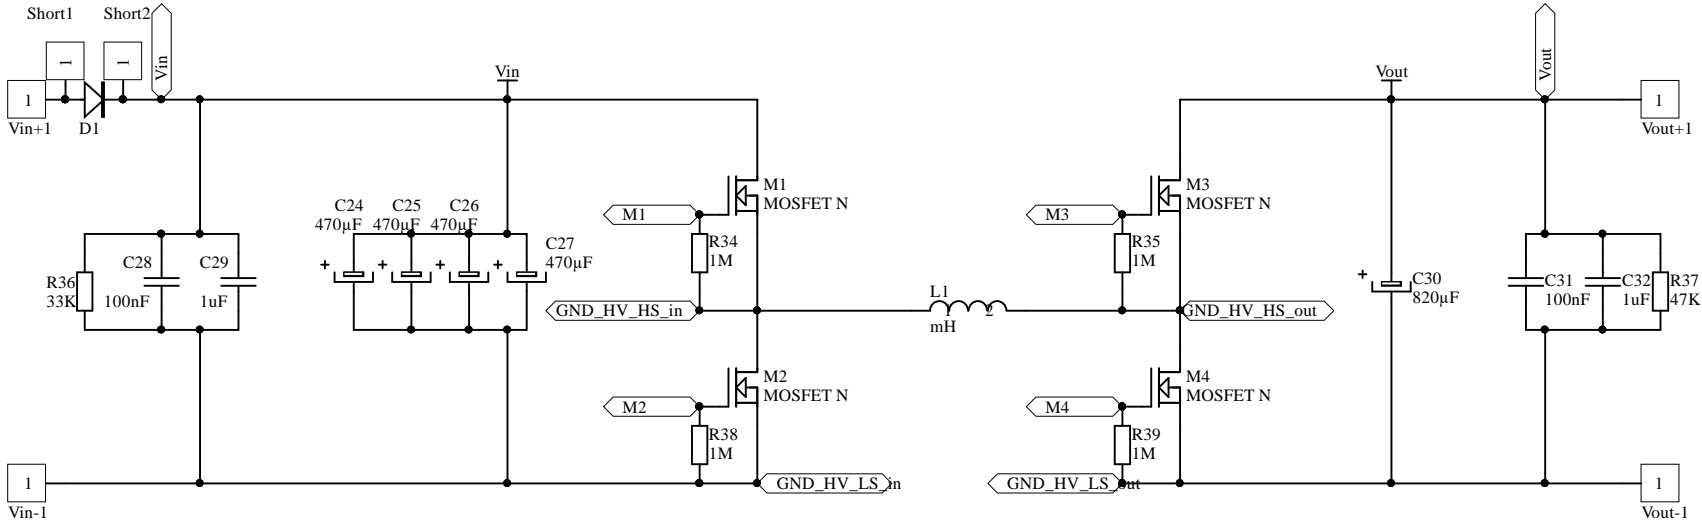 Short1
Short2
1
1
Vin
Vin
Vout
Vout
1
Vin+1
D1
1
Vout+1
M1
MOSFET N
M1
M3
MOSFET N
M3
C24
470µF
C25
470µF
C26
470µF
C27
470µF
+
+
+
+
R34
1M
R35
1M
R36
33K
C28
100nF
C29
1uF
+
C30
820µF
C31
100nF
C32
1uF
R37
47K
GND_HV_HS_in
L1
1
2
mH
GND_HV_HS_out
M2
MOSFET N
M2
M4
MOSFET N
M4
R38
1M
R39
1M
1
Vin-1
GND_HV_LS_in
GND_HV_LS_out
1
Vout-1